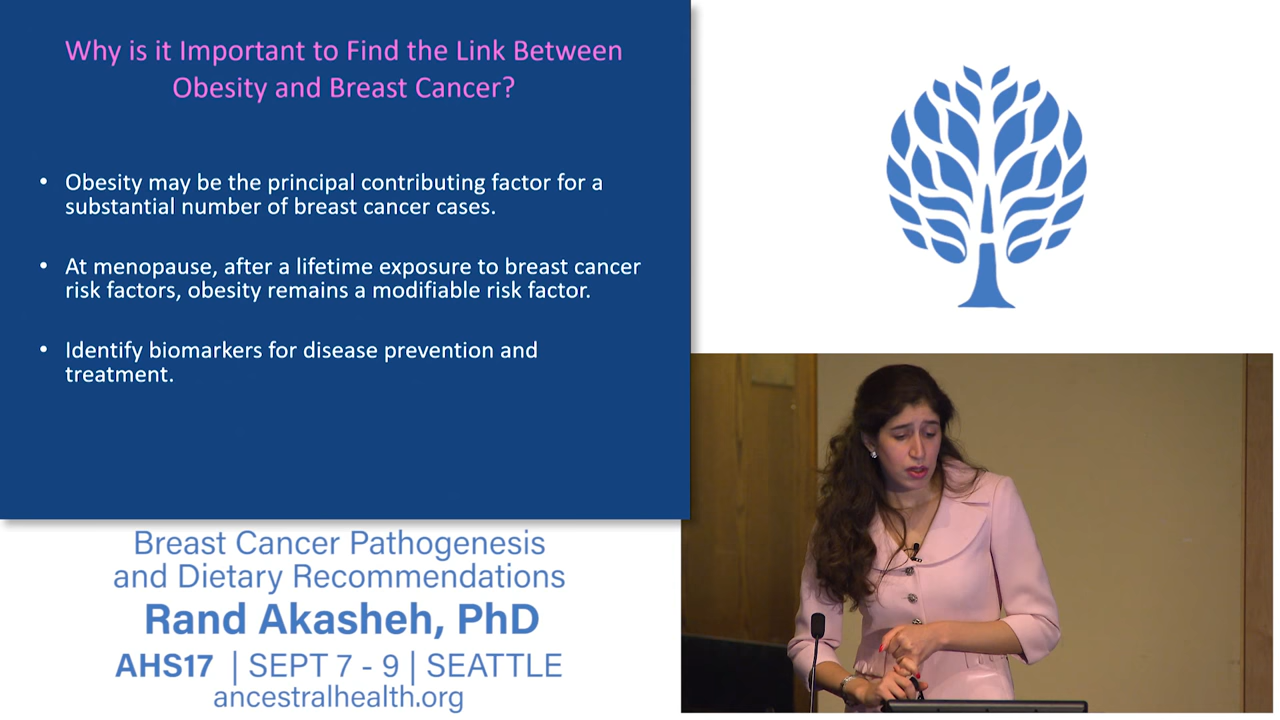 Why is it Important to Find the Link Between
Obesity and Breast Cancer?
• Obesity may be the principal contributing factor for a
substantial number of breast cancer cases.
• At menopause, after a lifetime exposure to breast cancer
risk factors, obesity remains a modifiable risk factor.
• Identify biomarkers for disease prevention and
treatment.
Breast Cancer Pathogenesis
and Dietary Recommendations
Rand Akasheh, PhD
AHS17 | SEPT 7 - 9 | SEATTLE
ancestralhealth.org